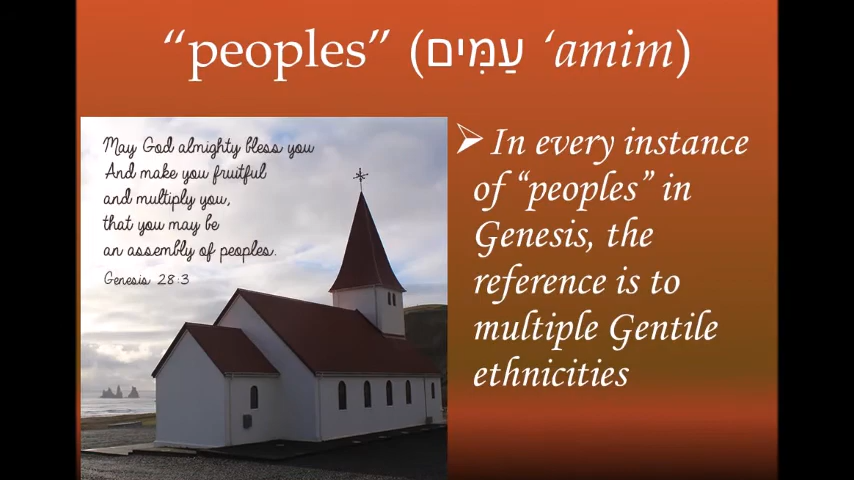 “peoples” (עַמִּים ‘amim)
May God almighty bless you
And make you fruitful
and multiply you,
that you may be
an assembly of peoples.
Genesis 28:3
In every instance
of “peoples” in
Genesis, the
reference is to
multiple Gentile
ethnicities